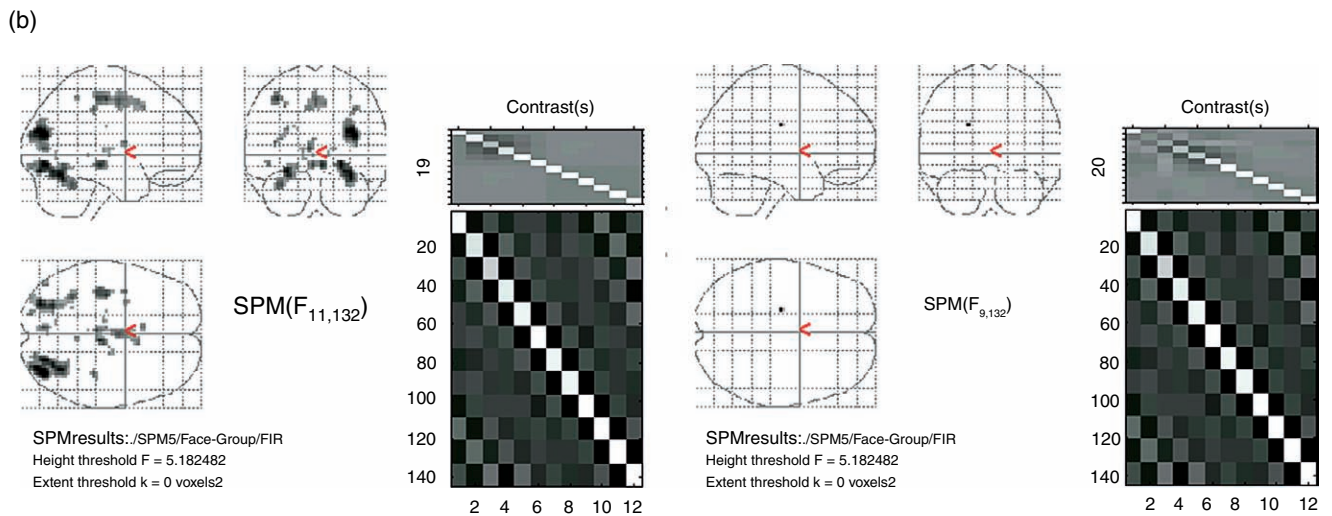 (b)
Contrast(s)
19
SPM(F11,132)
20
40
60
80
100
120
140
2 4 6 8 10 12
SPMresults:./SPM5/Face-Group/FIR
Height threshold F = 5.182482
Extent threshold k = 0 voxels2
Contrast(s)
20
SPM(F9,132)
20
40
60
80
100
120
140
2 4 6 8 10 12
SPMresults:./SPM5/Face-Group/FIR
Height threshold F = 5.182482
Extent threshold k = 0 voxels2